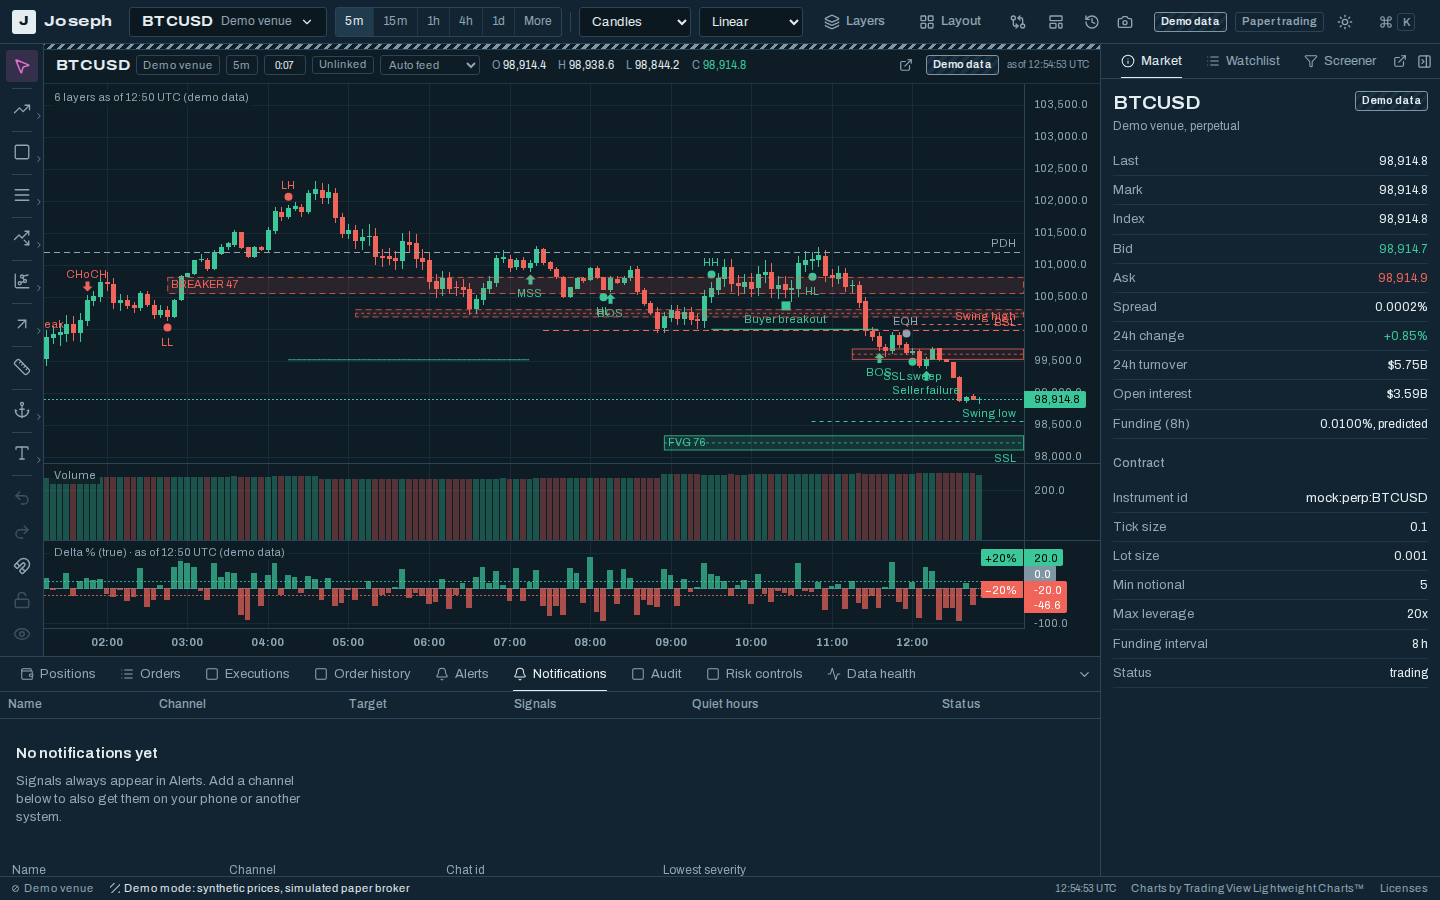 J Joseph BTCUSD Demo venue 5m 15m 1h 4h 1d More Candles Linear Layers Layout Demo data Paper trading ⌘ K
BTCUSD Demo venue 5m 0:07 Unlinked Auto feed O 98,914.4 H 98,938.6 L 98,844.2 C 98,914.8 Demo data as of 12:54:53 UTC
6 layers as of 12:50 UTC (demo data)
103,500.0
103,000.0
102,500.0
LH
102,000.0
101,500.0
PDH
HH
101,000.0
CHoCH
BREAKER 47
MSS
HL
100,500.0
BOS
Buyer breakout
Swing high
BSL
EQH
100,000.0
LL
99,500.0
BOS
SSL sweep
Seller failure
99,000.0
98,914.8
Swing low
98,500.0
FVG 76
98,000.0
SSL
Volume
200.0
Delta % (true) · as of 12:50 UTC (demo data)
+20% 20.0
0.0
−20% -20.0
-46.6
-100.0
02:00 03:00 04:00 05:00 06:00 07:00 08:00 09:00 10:00 11:00 12:00
Market Watchlist Screener
BTCUSD Demo data
Demo venue, perpetual
Last 98,914.8
Mark 98,914.8
Index 98,914.8
Bid 98,914.7
Ask 98,914.9
Spread 0.0002%
24h change +0.85%
24h turnover $5.75B
Open interest $3.59B
Funding (8h) 0.0100%, predicted
Contract
Instrument id mock:perp:BTCUSD
Tick size 0.1
Lot size 0.001
Min notional 5
Max leverage 20x
Funding interval 8 h
Status trading
Positions Orders Executions Order history Alerts Notifications Audit Risk controls Data health
Name Channel Target Signals Quiet hours Status
No notifications yet
Signals always appear in Alerts. Add a channel
below to also get them on your phone or another
system.
Name Channel Chat id Lowest severity
Demo venue Demo mode: synthetic prices, simulated paper broker 12:54:53 UTC Charts by TradingView Lightweight Charts™ Licenses